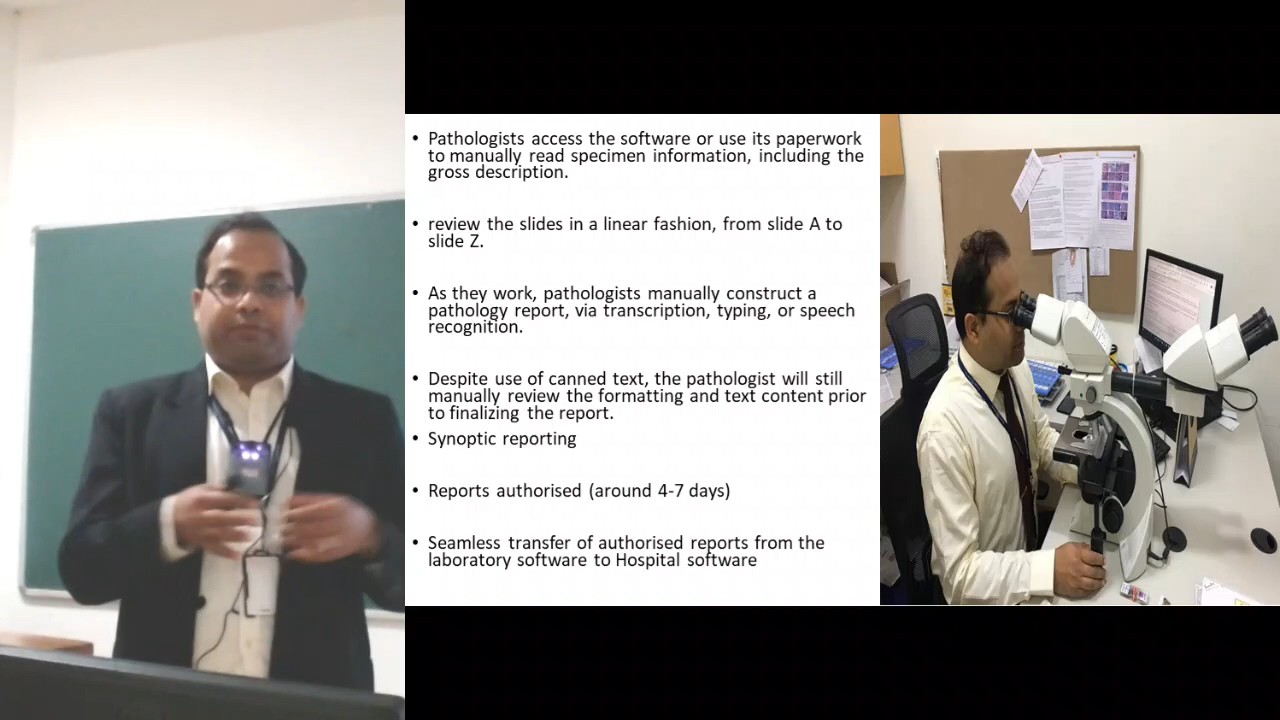 • Pathologists access the software or use its paperwork
to manually read specimen information, including the
gross description.
• review the slides in a linear fashion, from slide A to
slide Z.
• As they work, pathologists manually construct a
pathology report, via transcription, typing, or speech
recognition.
• Despite use of canned text, the pathologist will still
manually review the formatting and text content prior
to finalizing the report.
• Synoptic reporting
• Reports authorised (around 4-7 days)
• Seamless transfer of authorised reports from the
laboratory software to Hospital software